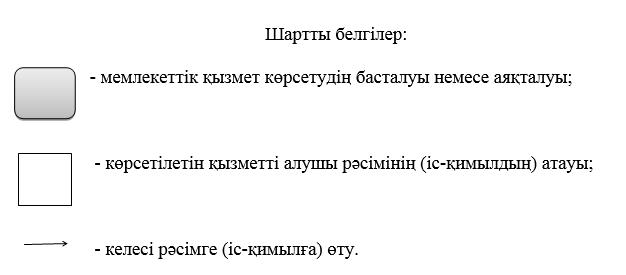 Шартты белгілер:
- мемлекеттік қызмет көрсетудің басталуы немесе аяқталуы;
- көрсетілетін қызметті алушы рәсімінің (іс-қимылдың) атауы;
- келесі рәсімге (іс-қимылға) өту.